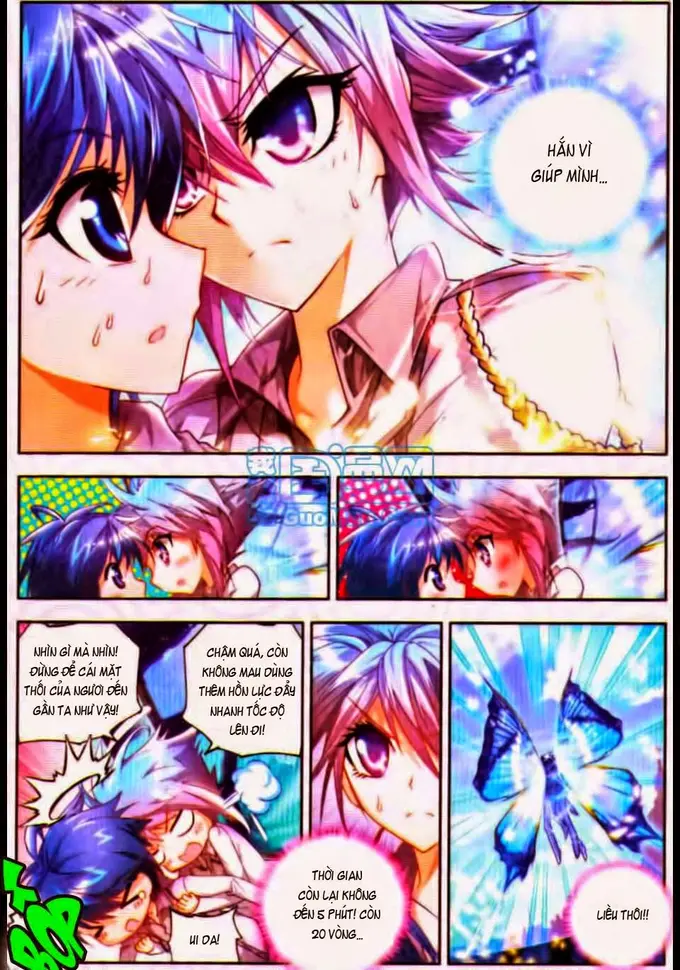 HẮN VÌ
GIÚP MÌNH...
NHÌN GÌ MÀ NHÌN!
ĐỪNG ĐỂ CÁI MẶT
THỐI CỦA NGƯƠI ĐẾN
GẦN TA NHƯ VẬY!
CHẬM QUÁ, CÒN
KHÔNG MAU DÙNG
THÊM HỒN LỰC ĐẨY
NHANH TỐC ĐỘ
LÊN ĐI!
UI DA!
THỜI GIAN
CÒN LẠI KHÔNG
ĐẾN 5 PHÚT! CÒN
20 VÒNG...
LIỀU THÔI!!
BOP